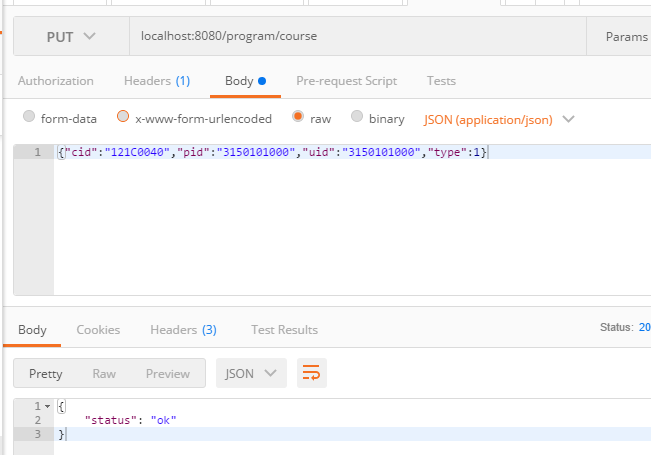 PUT localhost:8080/program/course Params
Authorization Headers (1) Body Pre-request Script Tests
form-data x-www-form-urlencoded raw binary JSON (application/json)
1 {"cid":"121C0040","pid":"3150101000","uid":"3150101000","type":1}
Body Cookies Headers (3) Test Results Status: 20
Pretty Raw Preview JSON
1 {
2 "status": "ok"
3 }